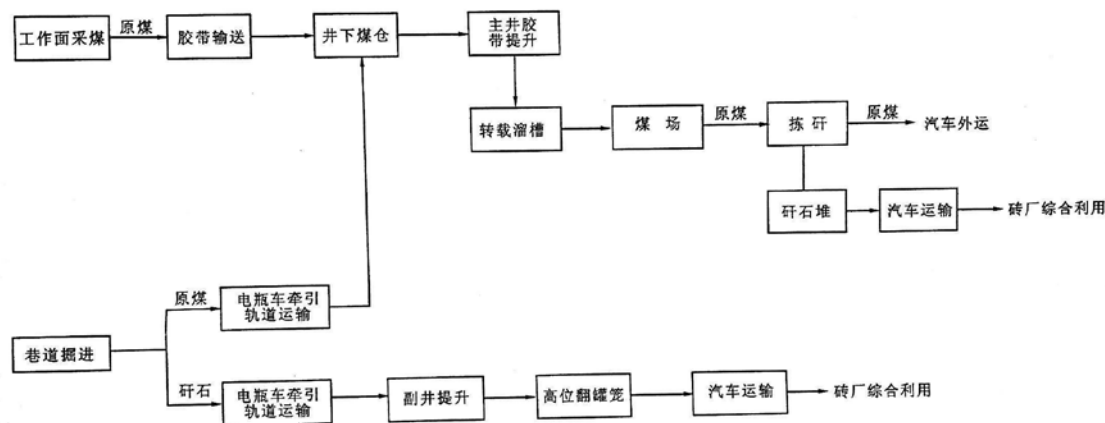 工作面采煤
原煤
胶带输送
井下煤仓
主井胶
带提升
转载溜槽
煤 场
原煤
拣 矸
原煤
汽车外运
矸石堆
汽车运输
砖厂综合利用
巷道掘进
原煤
电瓶车牵引
轨道运输
矸石
电瓶车牵引
轨道运输
副井提升
高位翻罐笼
汽车运输
砖厂综合利用